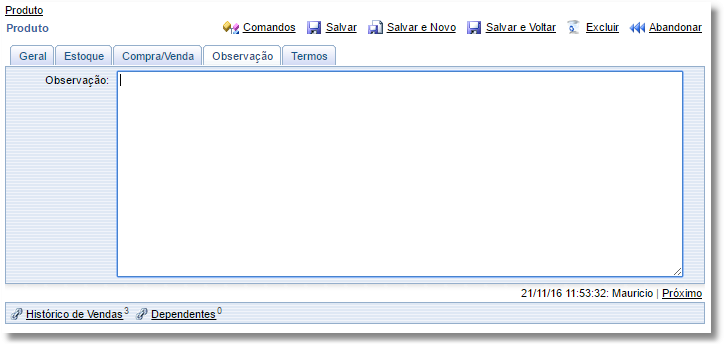 Produto
Produto Comandos Salvar Salvar e Novo Salvar e Voltar Excluir Abandonar
Geral Estoque Compra/Venda Observação Termos
Observação:
21/11/16 11:53:32: Mauricio | Próximo
Histórico de Vendas 3 Dependentes 0